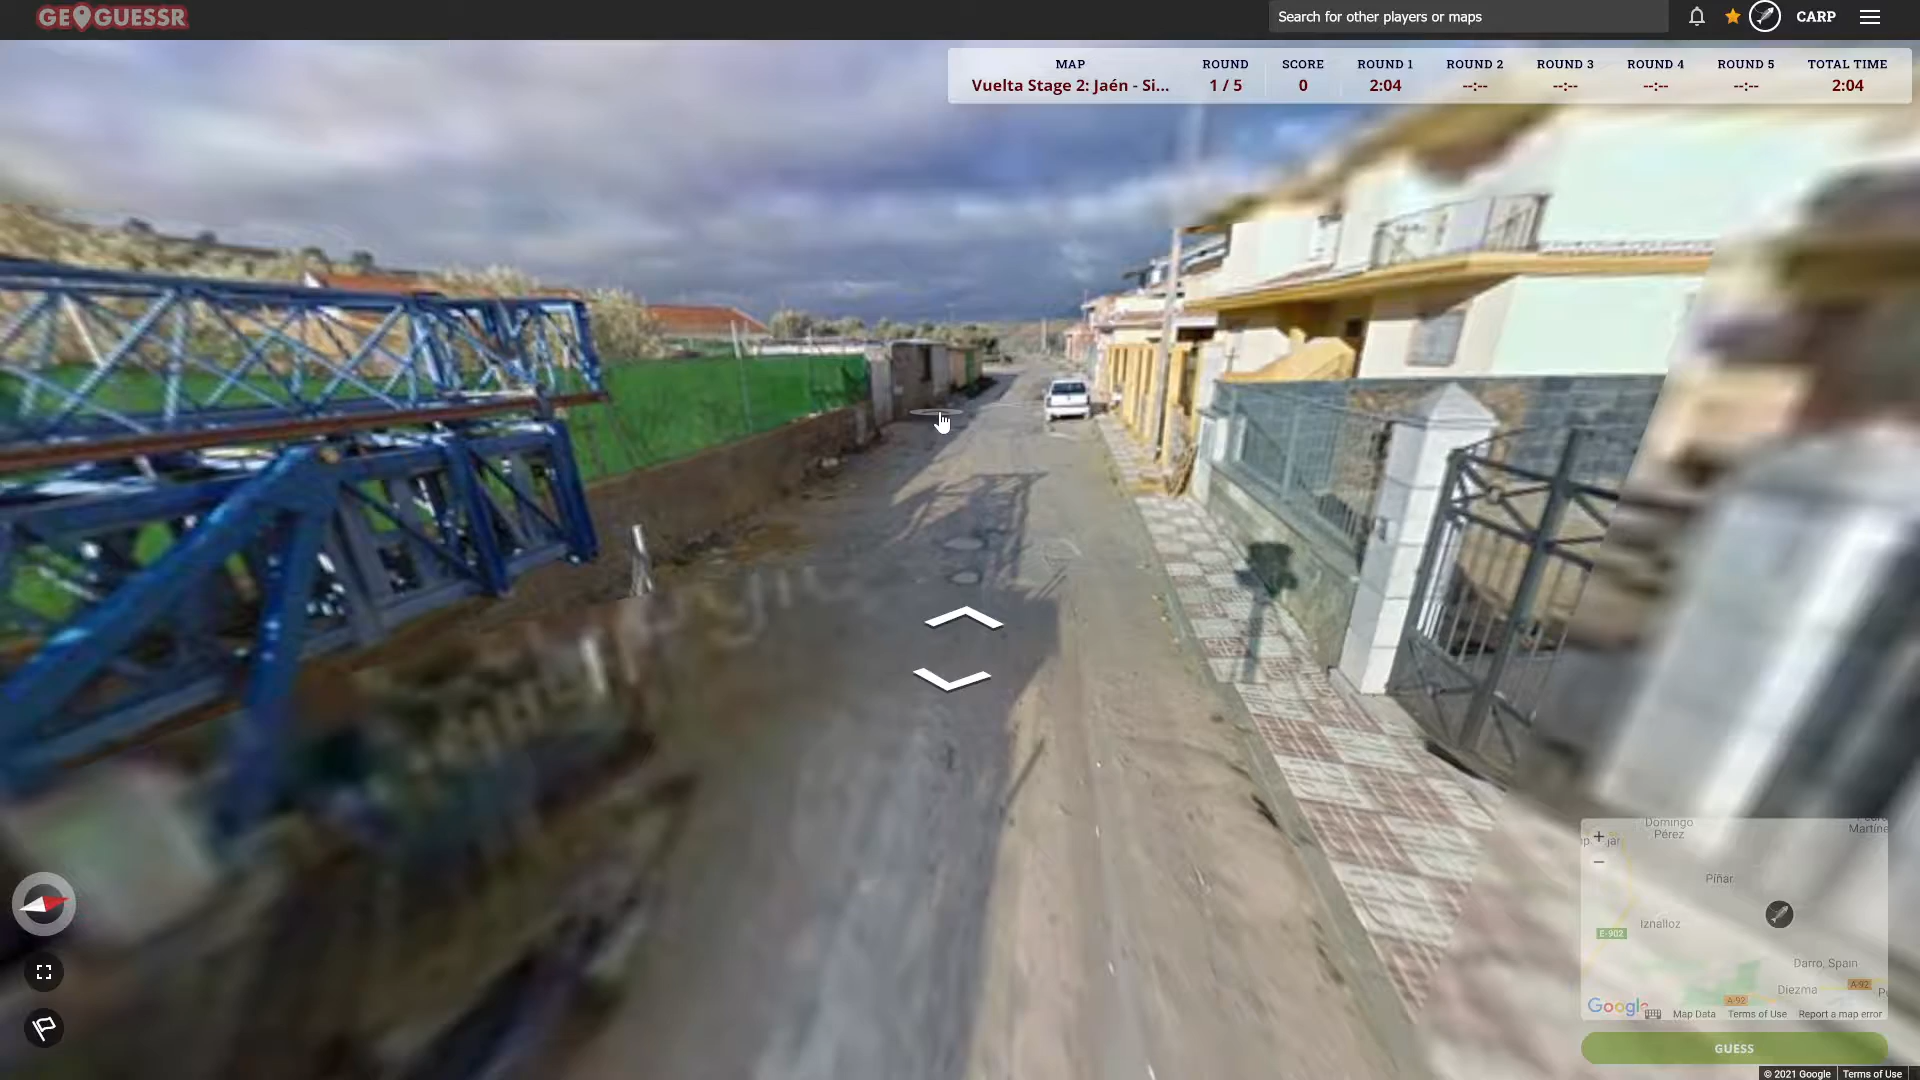 GEOGUESSR
Search for other players or maps
CARP
MAP ROUND SCORE ROUND 1 ROUND 2 ROUND 3 ROUND 4 ROUND 5 TOTAL TIME
Vuelta Stage 2: Jaén - Si... 1 / 5 0 2:04 --:-- --:-- --:-- --:-- 2:04
Domingo
Pérez
Martíne
Píñar
Iznalloz
E-902
Darro, Spain
Diezma
A-92
A-92
Google
Map Data Terms of Use Report a map error
GUESS
© 2021 Google Terms of Use